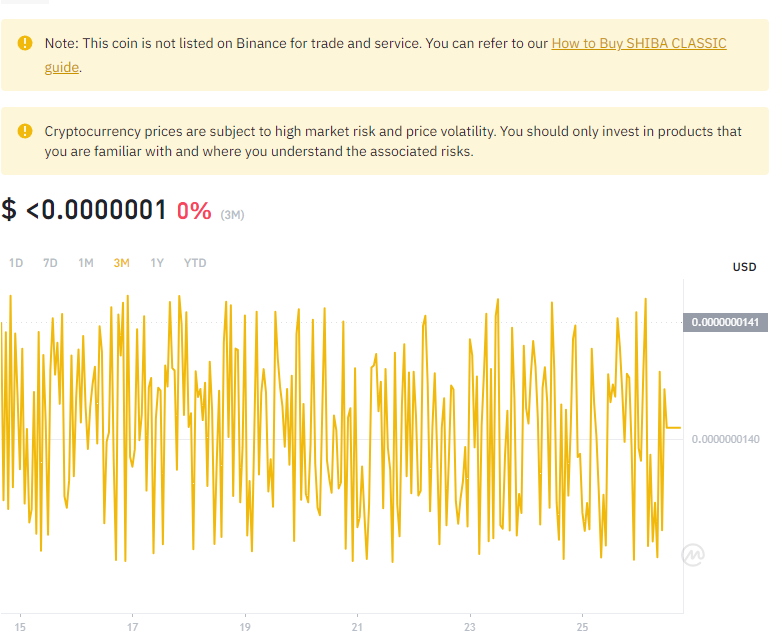 Note: This coin is not listed on Binance for trade and service. You can refer to our How to Buy SHIBA CLASSIC
guide.
Cryptocurrency prices are subject to high market risk and price volatility. You should only invest in products that
you are familiar with and where you understand the associated risks.
$ <0.0000001 0% (3M)
1D 7D 1M 3M 1Y YTD
USD
0.0000000141
0.0000000140
15 17 19 21 23 25